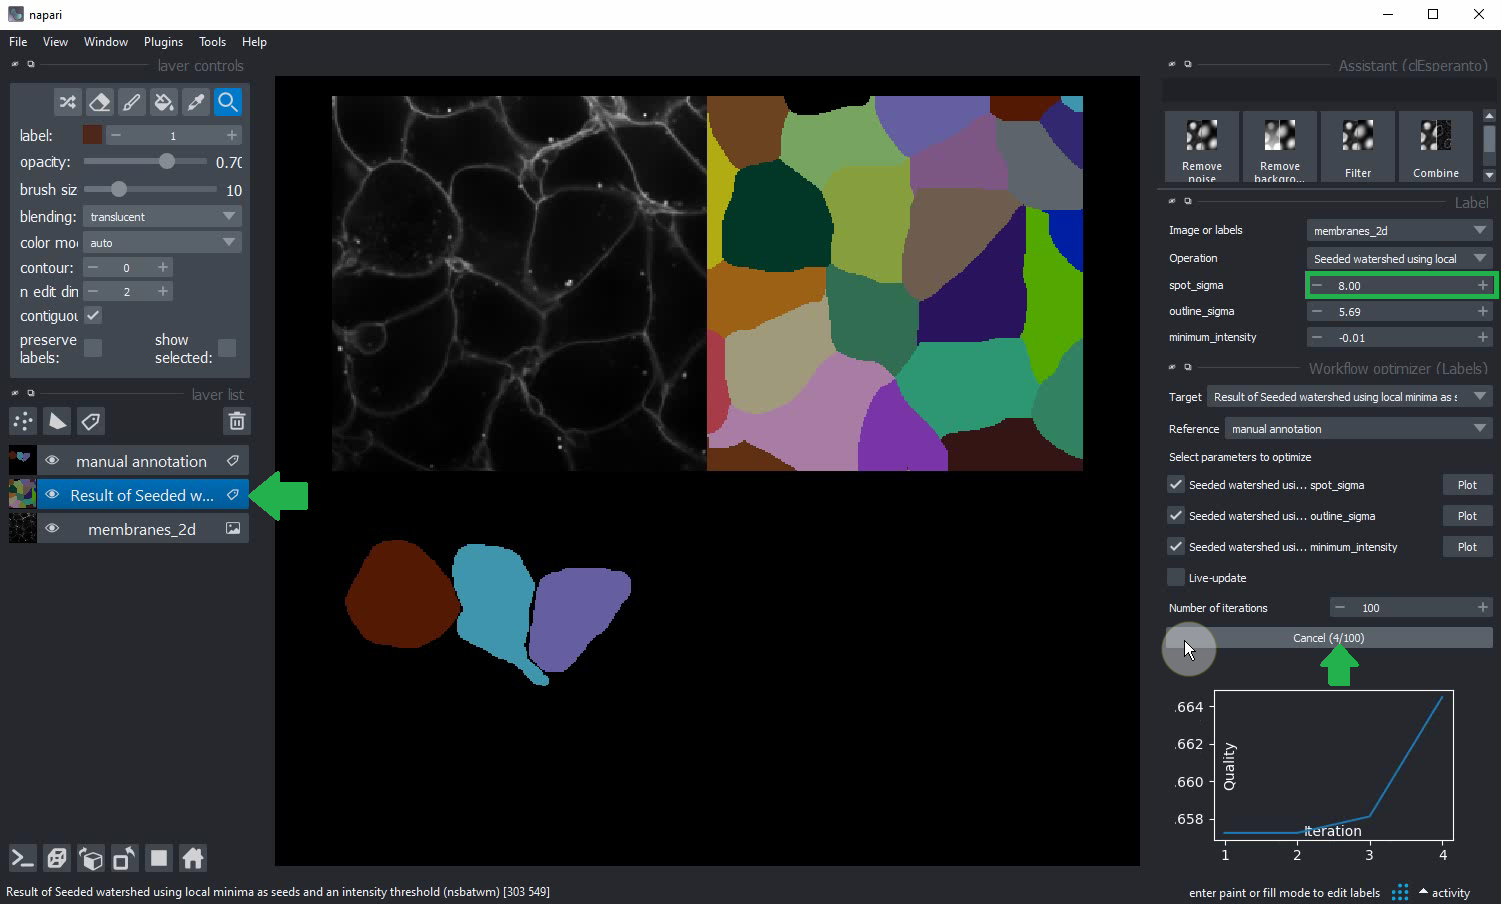 napari
File View Window Plugins Tools Help
layer controls
label: 1
opacity: 0.70
brush siz 10
blending: translucent
color mo auto
contour: 0
n edit din 2
contiguou
preserve labels:
show selected:
layer list
manual annotation
Result of Seeded w...
membranes_2d
Assistant (clEsperanto)
Remove noise
Remove backgro...
Filter
Combine
Label
Image or labels membranes_2d
Operation Seeded watershed using local
spot_sigma 8.00
outline_sigma 5.69
minimum_intensity -0.01
Workflow optimizer (Labels)
Target Result of Seeded watershed using local minima as s
Reference manual annotation
Select parameters to optimize
Seeded watershed usi... spot_sigma Plot
Seeded watershed usi... outline_sigma Plot
Seeded watershed usi... minimum_intensity Plot
Live-update
Number of iterations 100
Cancel (4/100)
.664
.662
.660
.658
Quality
Iteration
1 2 3 4
Result of Seeded watershed using local minima as seeds and an intensity threshold (nsbatwm) [303 549]
enter paint or fill mode to edit labels
activity